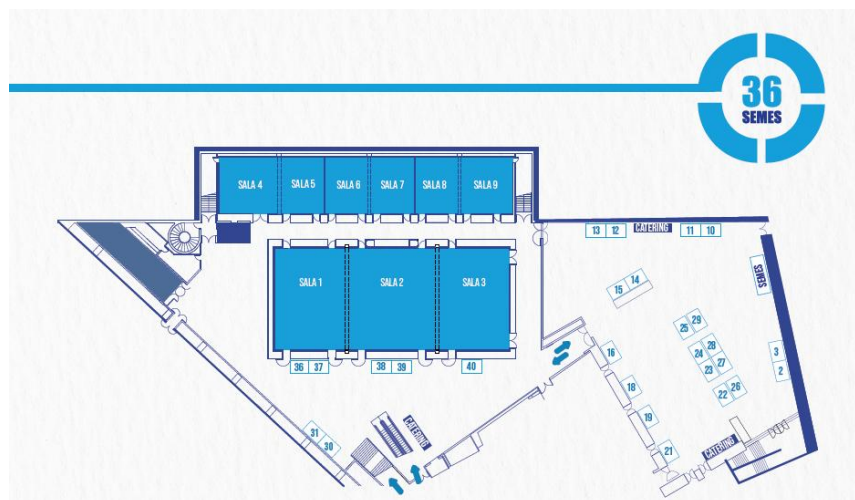 36
SEMES
SALA 4
SALA 5
SALA 6
SALA 7
SALA 8
SALA 9
13
12
CATERING
11
10
SALA 1
SALA 2
SALA 3
SEMES
15
14
25
29
24
28
23
27
22
26
3
2
16
18
19
21
CATERING
36
37
38
39
40
31
30
CATERING